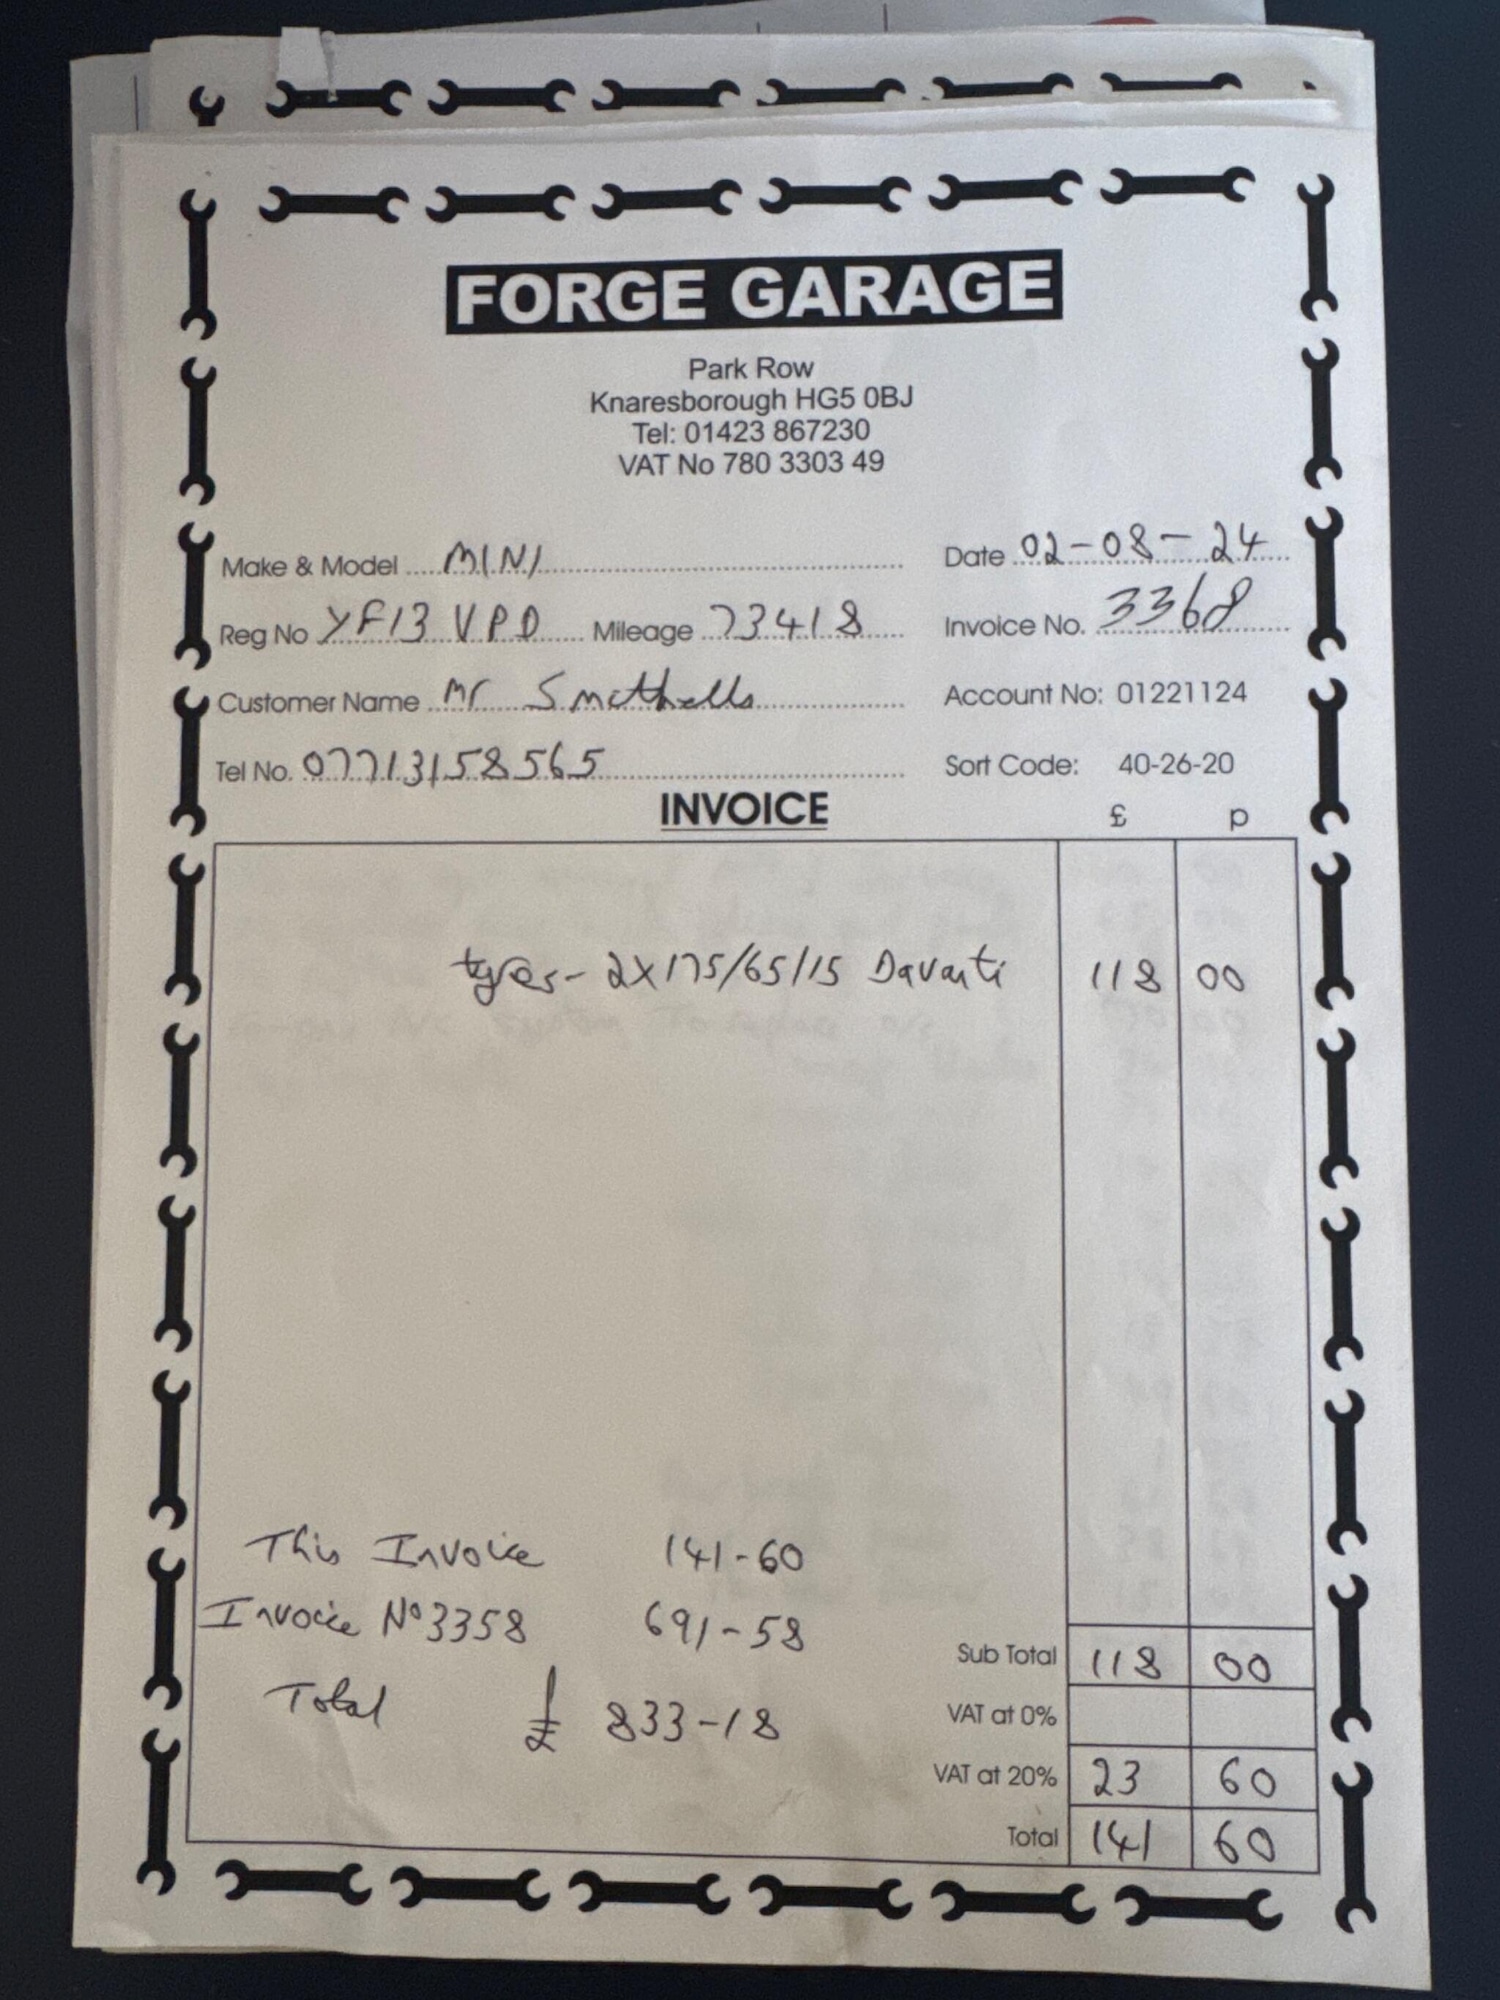 FORGE GARAGE
Park Row
Knaresborough HG5 0BJ
Tel: 01423 867230
VAT No 780 3303 49
Make & Model MINI Date 02-08-24
Reg No YF13 VPD Mileage 73418 Invoice No. 3368
Customer Name Mr Smethells Account No: 01221124
Tel No. 07713158565 Sort Code: 40-26-20
INVOICE £ p
tyres- 2X175/65/15 Davanti 118 00
This Invoice 141-60
Invoice No 3358 691-58
Sub Total 118 00
Total £ 833-18
VAT at 0%
VAT at 20% 23 60
Total 141 60